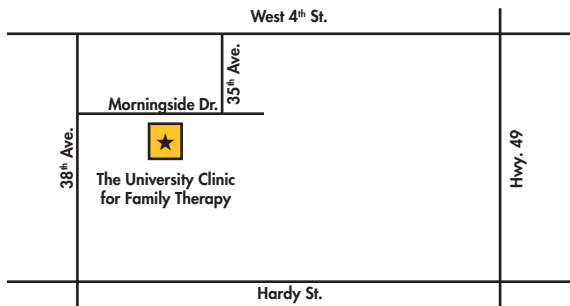 West 4th St.
35th Ave.
Morningside Dr.
38th Ave.
Hwy. 49
The University Clinic
for Family Therapy
Hardy St.